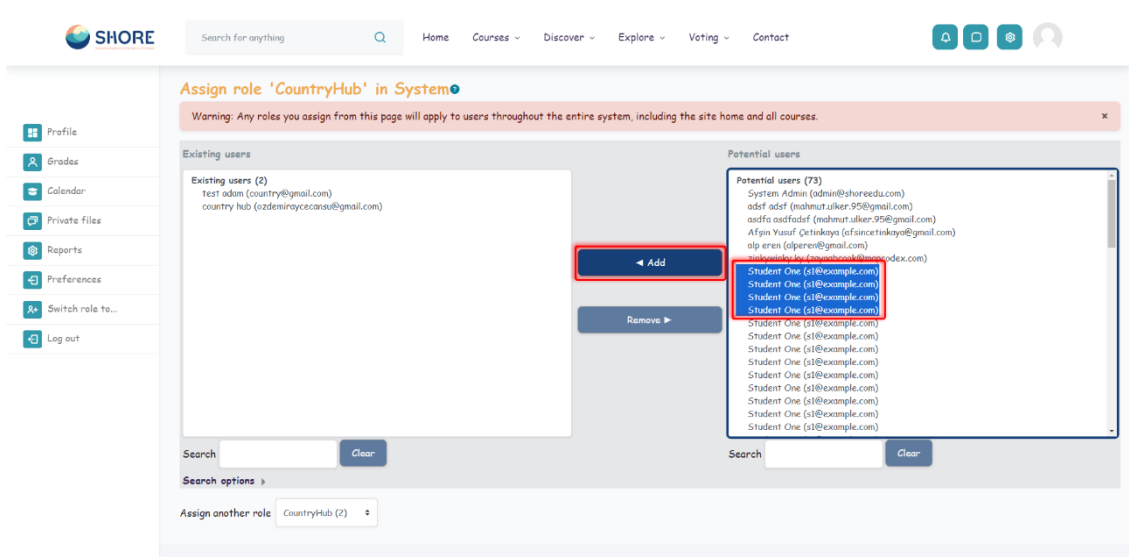 SHORE
Search for anything
Home Courses Discover Explore Voting Contact
Assign role 'CountryHub' in System
Warning: Any roles you assign from this page will apply to users throughout the entire system, including the site home and all courses. ×
Profile
Grades
Calendar
Private files
Reports
Preferences
Switch role to...
Log out
Existing users
Existing users (2)
test adam (country@gmail.com)
country hub (ozdemiraycecansu@gmail.com)
◄ Add
Remove ►
Potential users
Potential users (73)
System Admin (admin@shoreedu.com)
adsf adsf (mahmut.ulker.95@gmail.com)
asdfa asdfadsf (mahmut.ulker.95@gmail.com)
Afşin Yusuf Çetinkaya (afsincetinkaya@gmail.com)
alp eren (alperen@gmail.com)
Student One (s1@example.com)
Student One (s1@example.com)
Student One (s1@example.com)
Student One (s1@example.com)
Student One (s1@example.com)
Student One (s1@example.com)
Student One (s1@example.com)
Student One (s1@example.com)
Student One (s1@example.com)
Student One (s1@example.com)
Student One (s1@example.com)
Student One (s1@example.com)
Student One (s1@example.com)
Search Clear
Search Clear
Search options
Assign another role CountryHub (2)